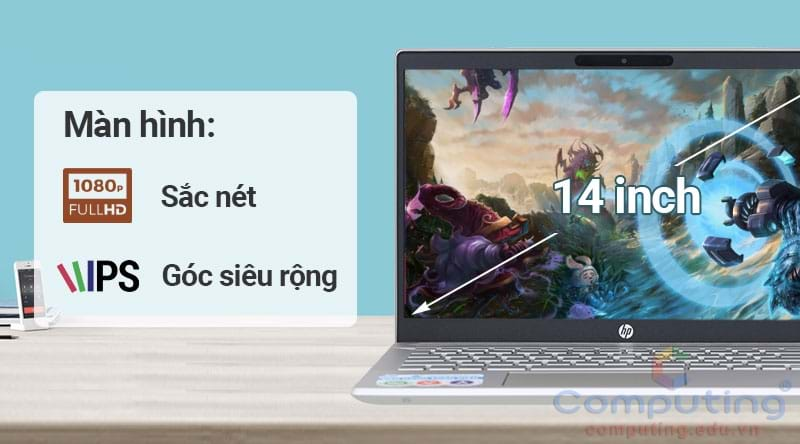 Màn hình:
1080P
FULLHD
Sắc nét
IPS
Góc siêu rộng
14 inch
hp
Computing®
computing.edu.vn